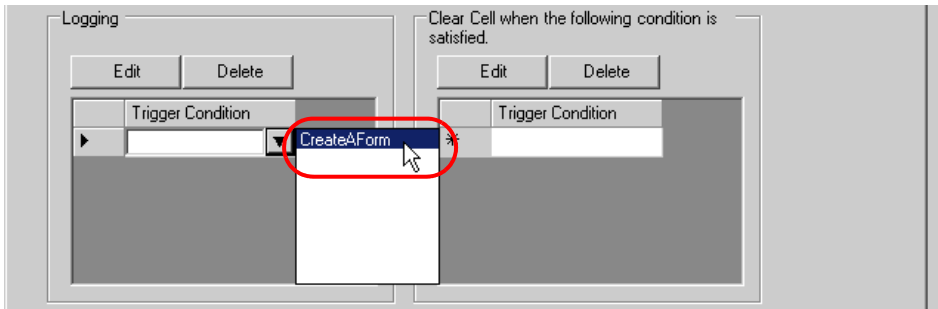 Logging
Edit
Delete
Trigger Condition
CreateAForm
Clear Cell when the following condition is
satisfied.
Edit
Delete
Trigger Condition
*